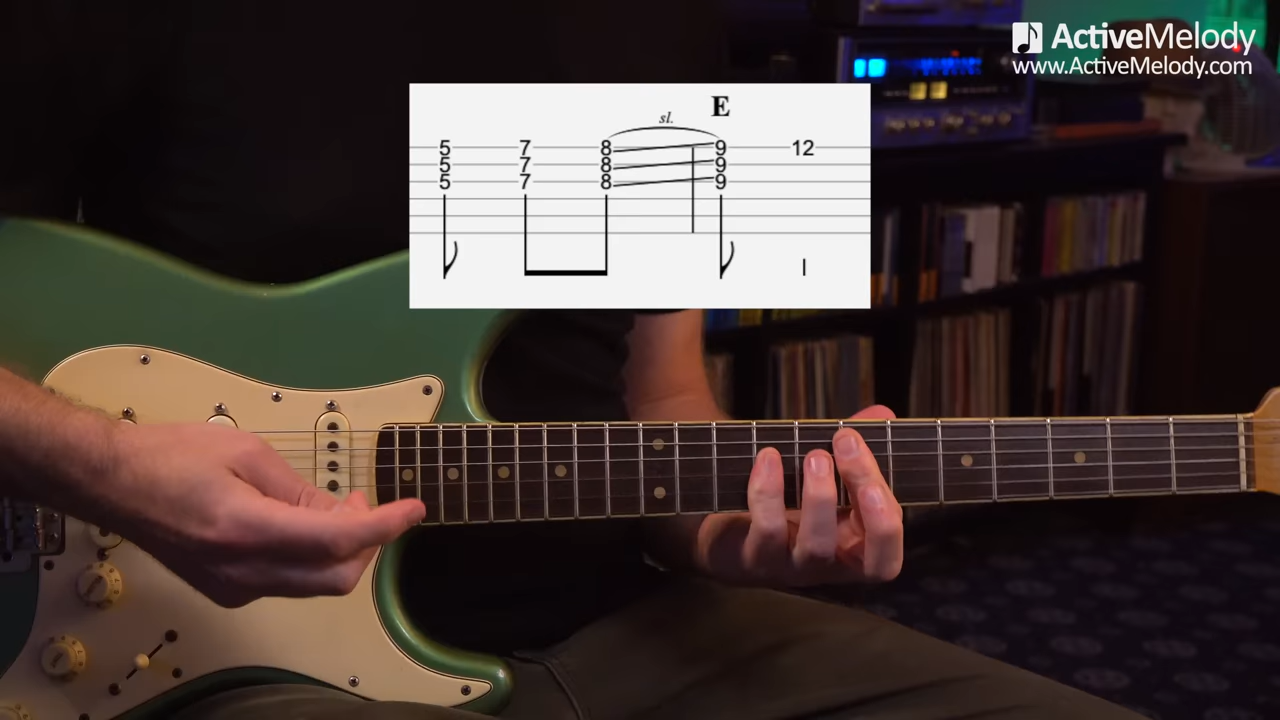 ActiveMelody
www.ActiveMelody.com
E
sl.
5 7 8 9 12
5 7 8 9
5 7 8 9